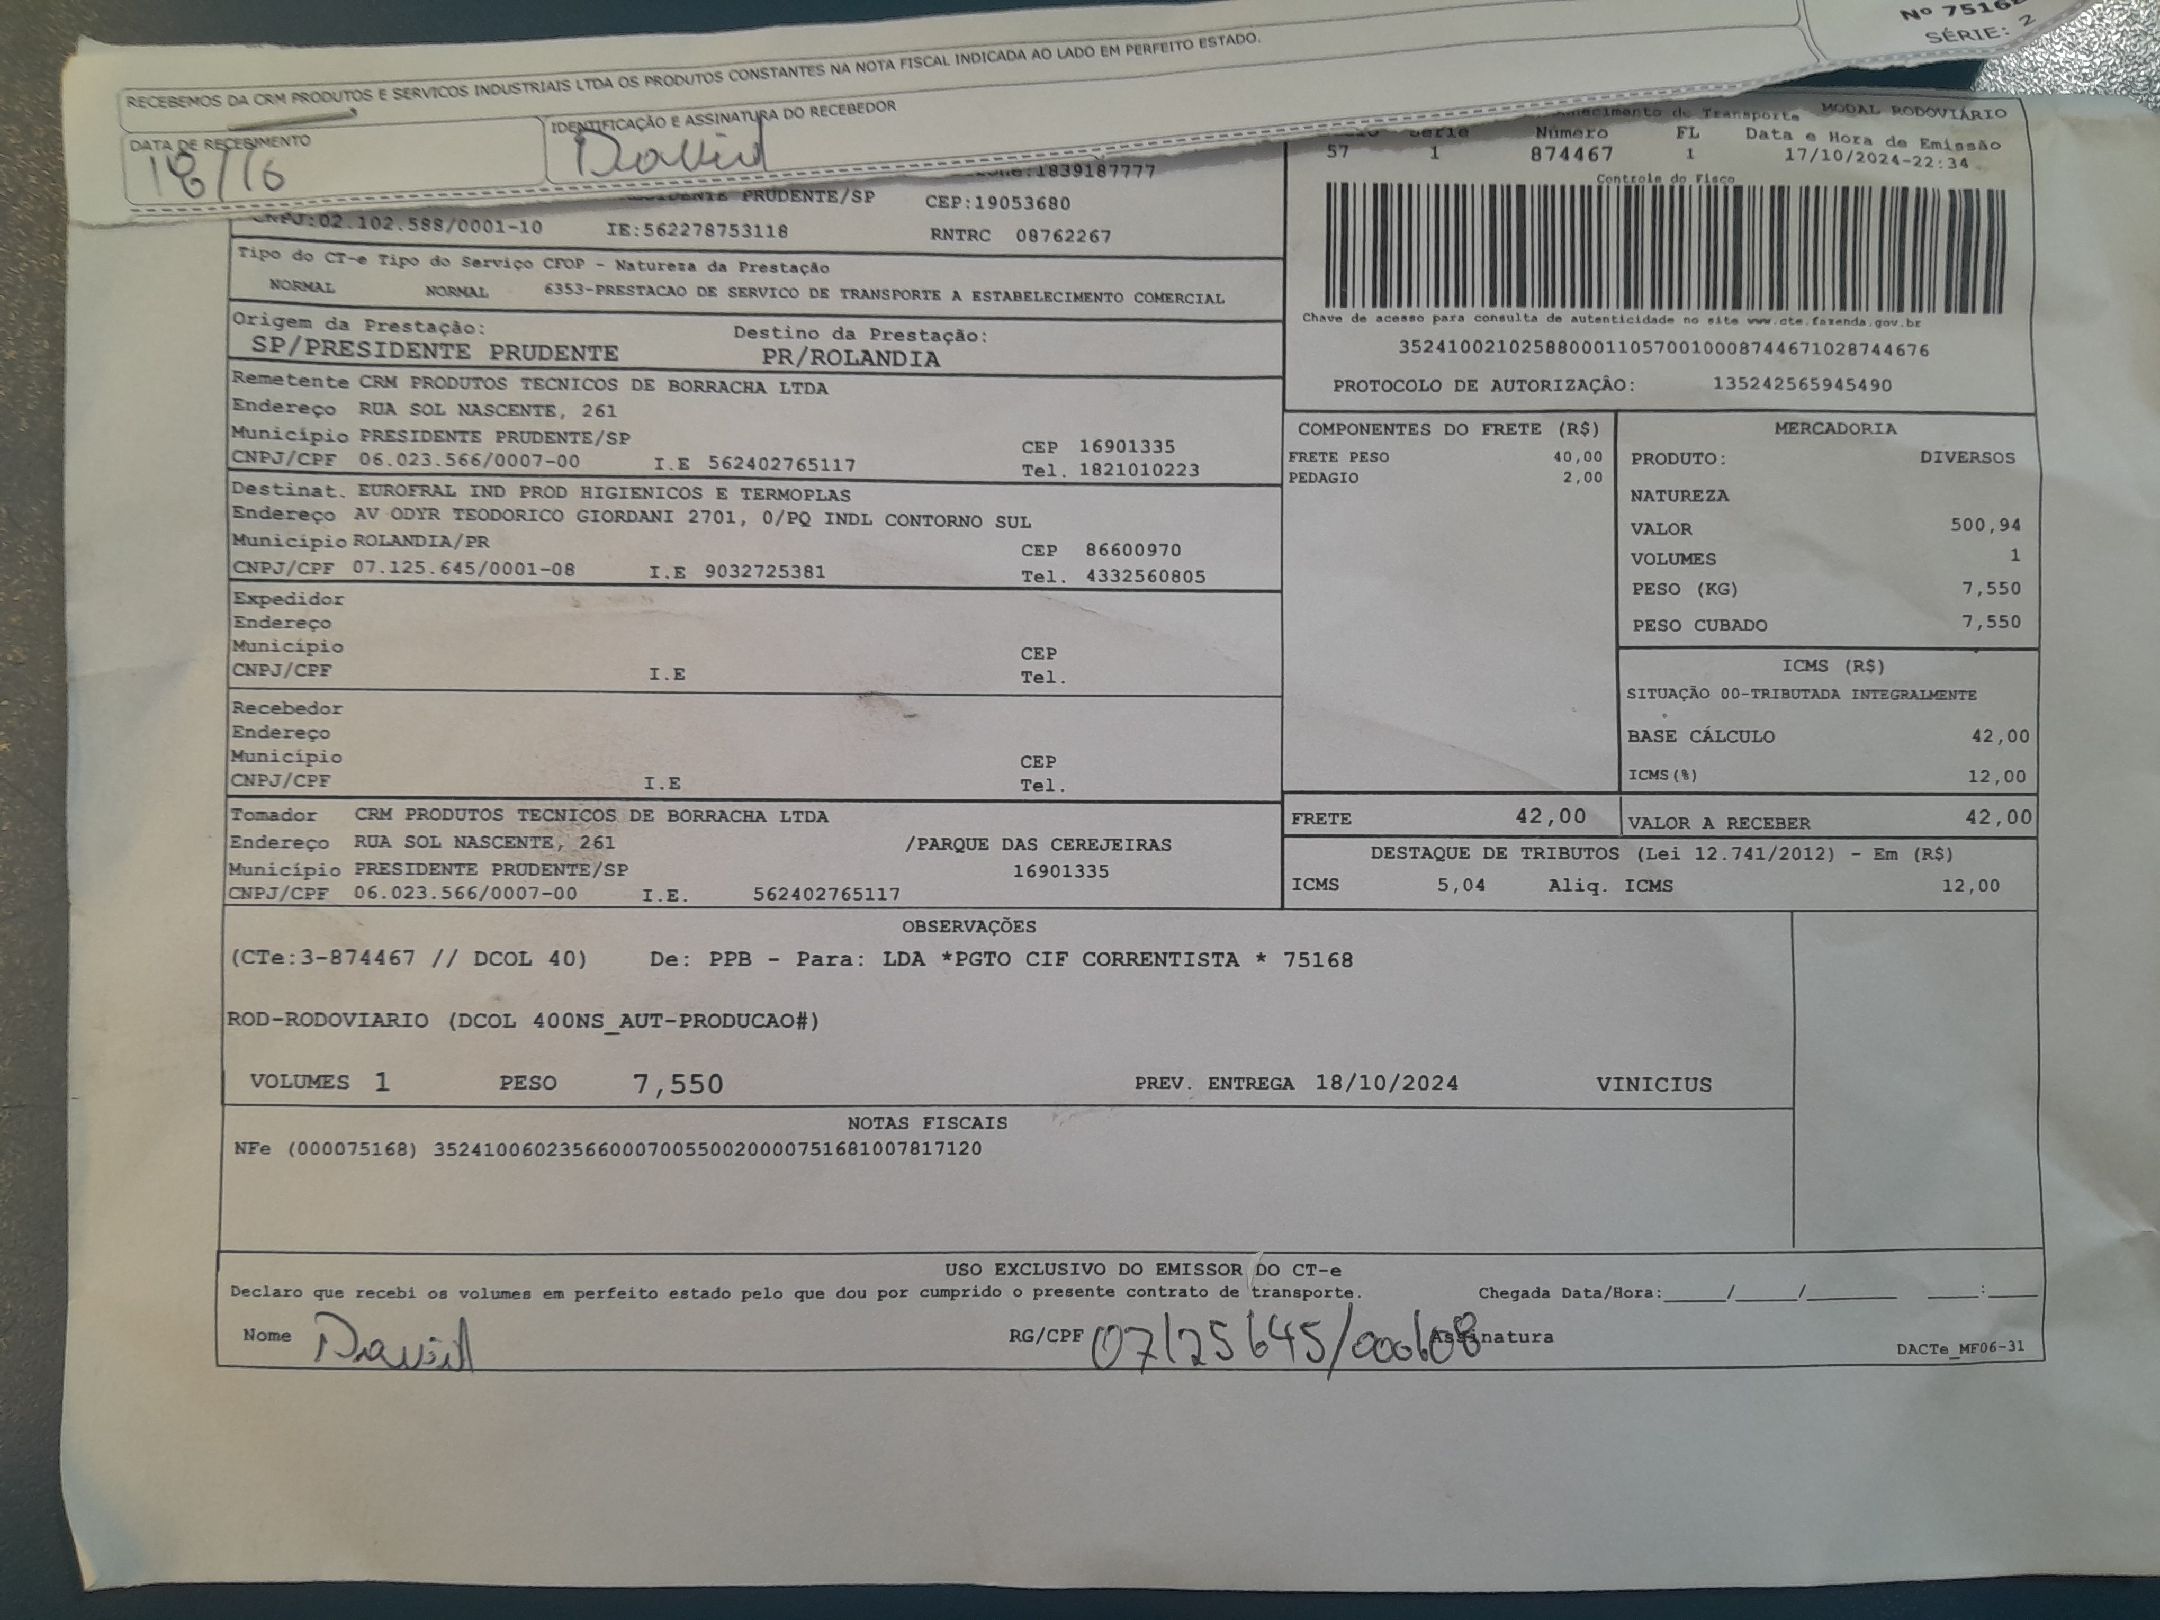 Nº 7516
SÉRIE: 2
RECEBEMOS DA CRM PRODUTOS E SERVICOS INDUSTRIAIS LTDA OS PRODUTOS CONSTANTES NA NOTA FISCAL INDICADA AO LADO EM PERFEITO ESTADO.
DATA DE RECEBIMENTO
IDENTIFICAÇÃO E ASSINATURA DO RECEBEDOR
David
de Transporte MODAL RODOVIÁRIO
Serie Número FL Data e Hora de Emissão
57 1 874467 1 17/10/2024-22:34
Controle do Fisco
1839187777
PRUDENTE/SP CEP:19053680
CNPJ:02.102.588/0001-10 IE:562278753118 RNTRC 08762267
Tipo do CT-e Tipo do Serviço CFOP - Natureza da Prestação
NORMAL NORMAL 6353-PRESTACAO DE SERVICO DE TRANSPORTE A ESTABELECIMENTO COMERCIAL
Chave de acesso para consulta de autenticidade no site www.cte.fazenda.gov.br
35241002102588000110570010008744671028744676
PROTOCOLO DE AUTORIZAÇÃO: 135242565945490
Origem da Prestação: Destino da Prestação:
SP/PRESIDENTE PRUDENTE PR/ROLANDIA
Remetente CRM PRODUTOS TECNICOS DE BORRACHA LTDA
Endereço RUA SOL NASCENTE, 261
Município PRESIDENTE PRUDENTE/SP CEP 16901335
CNPJ/CPF 06.023.566/0007-00 I.E 562402765117 Tel. 1821010223
Destinat. EUROFRAL IND PROD HIGIENICOS E TERMOPLAS
Endereço AV ODYR TEODORICO GIORDANI 2701, 0/PQ INDL CONTORNO SUL
Município ROLANDIA/PR CEP 86600970
CNPJ/CPF 07.125.645/0001-08 I.E 9032725381 Tel. 4332560805
Expedidor
Endereço
Município CEP
CNPJ/CPF I.E Tel.
Recebedor
Endereço
Município CEP
CNPJ/CPF I.E Tel.
Tomador CRM PRODUTOS TECNICOS DE BORRACHA LTDA
Endereço RUA SOL NASCENTE, 261 /PARQUE DAS CEREJEIRAS
Município PRESIDENTE PRUDENTE/SP 16901335
CNPJ/CPF 06.023.566/0007-00 I.E. 562402765117
COMPONENTES DO FRETE (R$)
FRETE PESO 40,00
PEDAGIO 2,00
MERCADORIA
PRODUTO: DIVERSOS
NATUREZA
VALOR 500,94
VOLUMES 1
PESO (KG) 7,550
PESO CUBADO 7,550
ICMS (R$)
SITUAÇÃO 00-TRIBUTADA INTEGRALMENTE
BASE CÁLCULO 42,00
ICMS(%) 12,00
FRETE 42,00 VALOR A RECEBER 42,00
DESTAQUE DE TRIBUTOS (Lei 12.741/2012) - Em (R$)
ICMS 5,04 Aliq. ICMS 12,00
OBSERVAÇÕES
(CTe:3-874467 // DCOL 40) De: PPB - Para: LDA *PGTO CIF CORRENTISTA * 75168
ROD-RODOVIARIO (DCOL 400NS_AUT-PRODUCAO#)
VOLUMES 1 PESO 7,550 PREV. ENTREGA 18/10/2024 VINICIUS
NOTAS FISCAIS
NFe (000075168) 35241006023566000700550020000751681007817120
USO EXCLUSIVO DO EMISSOR DO CT-e
Declaro que recebi os volumes em perfeito estado pelo que dou por cumprido o presente contrato de transporte. Chegada Data/Hora:_____/_____/_______ ____:____
Nome David RG/CPF 07125645/000108 Assinatura
DACTe_MF06-31